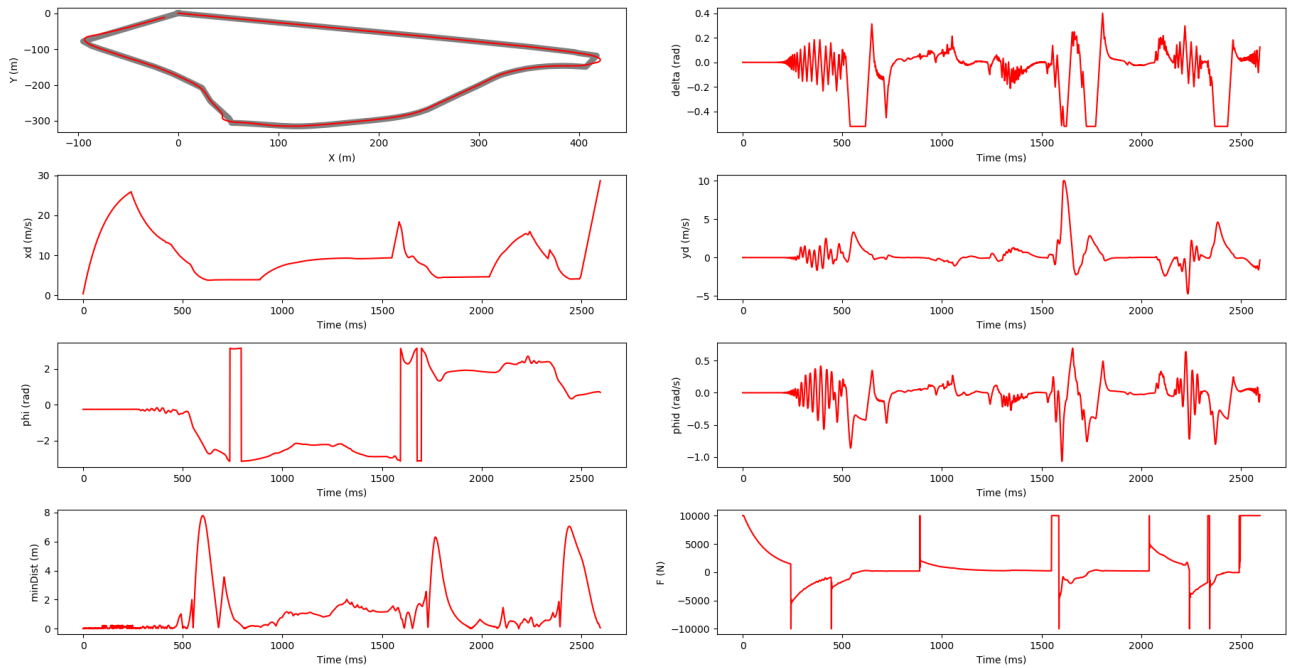 0
−100
−200
−300
Y (m)
−100 0 100 200 300 400
X (m)
0.4
0.2
0.0
−0.2
−0.4
delta (rad)
0 500 1000 1500 2000 2500
Time (ms)
30
20
10
0
xd (m/s)
0 500 1000 1500 2000 2500
Time (ms)
10
5
0
−5
yd (m/s)
0 500 1000 1500 2000 2500
Time (ms)
2
0
−2
phi (rad)
0 500 1000 1500 2000 2500
Time (ms)
0.5
0.0
−0.5
−1.0
phid (rad/s)
0 500 1000 1500 2000 2500
Time (ms)
8
6
4
2
0
minDist (m)
0 500 1000 1500 2000 2500
Time (ms)
10000
5000
0
−5000
−10000
F (N)
0 500 1000 1500 2000 2500
Time (ms)